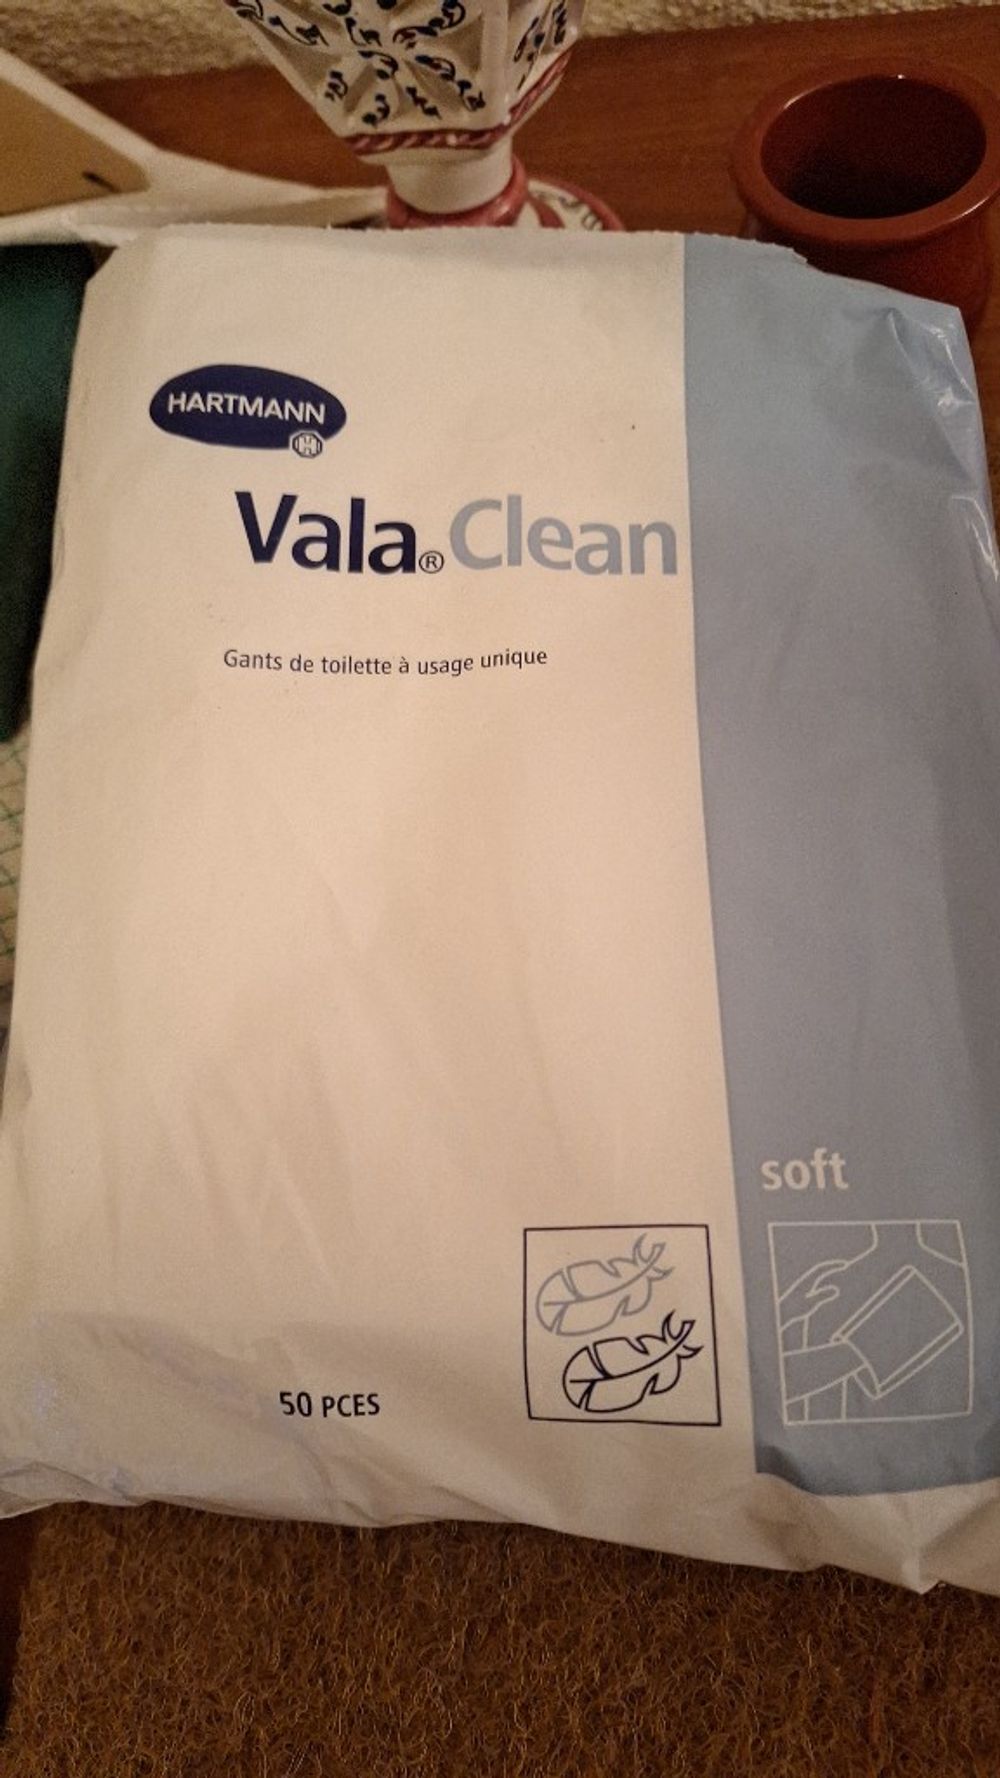 HARTMANN
Vala® Clean
Gants de toilette à usage unique
soft
50 PCES